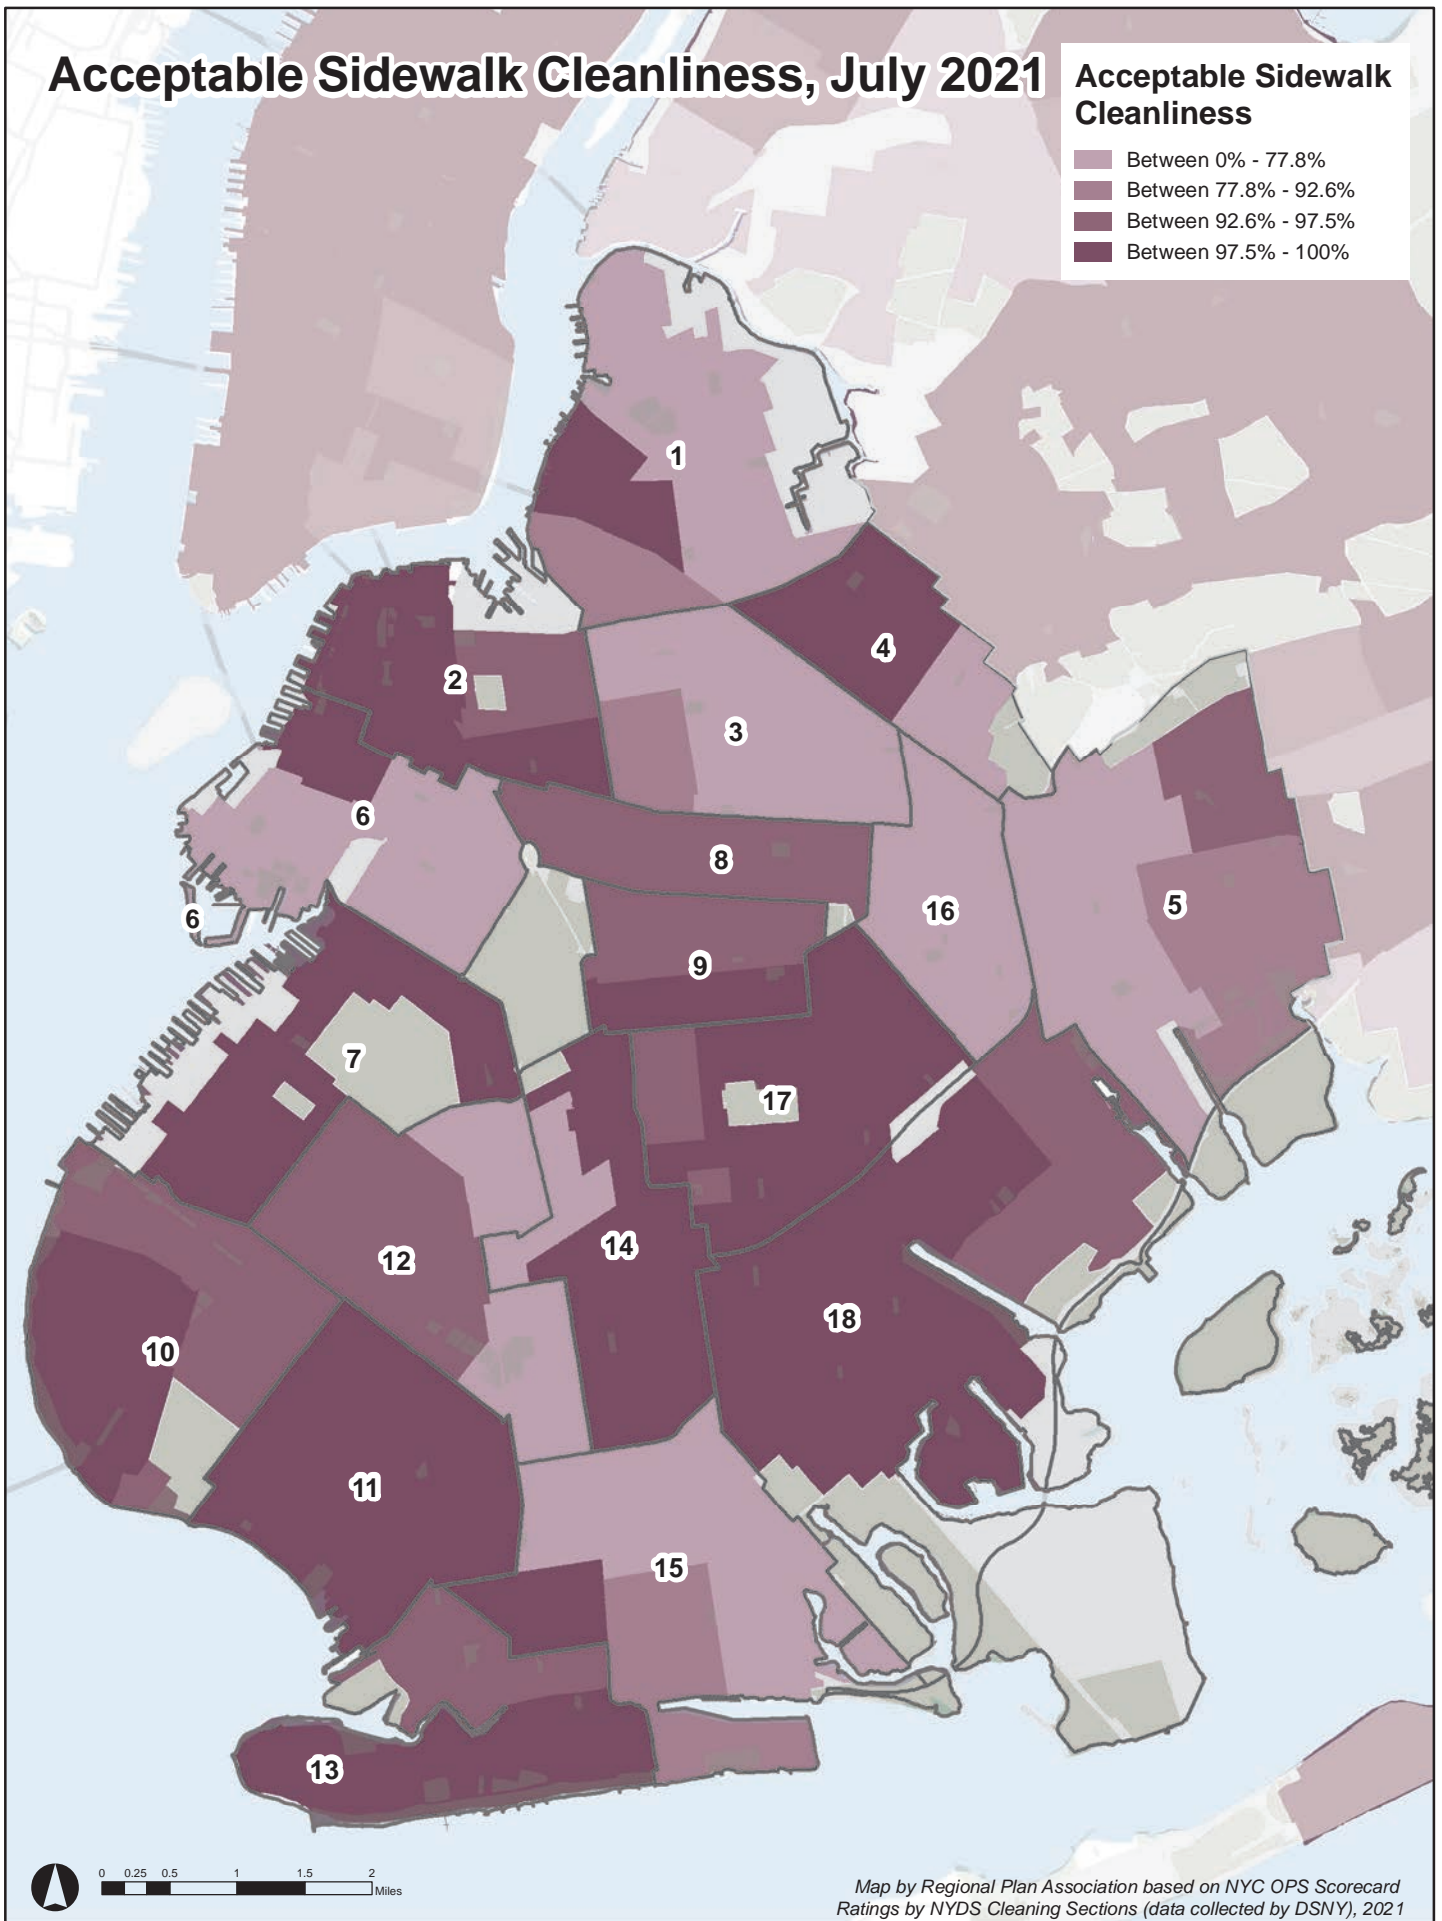 Acceptable Sidewalk Cleanliness, July 2021
Acceptable Sidewalk
Cleanliness
Between 0% - 77.8%
Between 77.8% - 92.6%
Between 92.6% - 97.5%
Between 97.5% - 100%
1
4
2
3
6
8
5
16
6
9
7
17
14
12
18
10
11
15
13
0 0.25 0.5 1 1.5 2
Miles
Map by Regional Plan Association based on NYC OPS Scorecard
Ratings by NYDS Cleaning Sections (data collected by DSNY), 2021